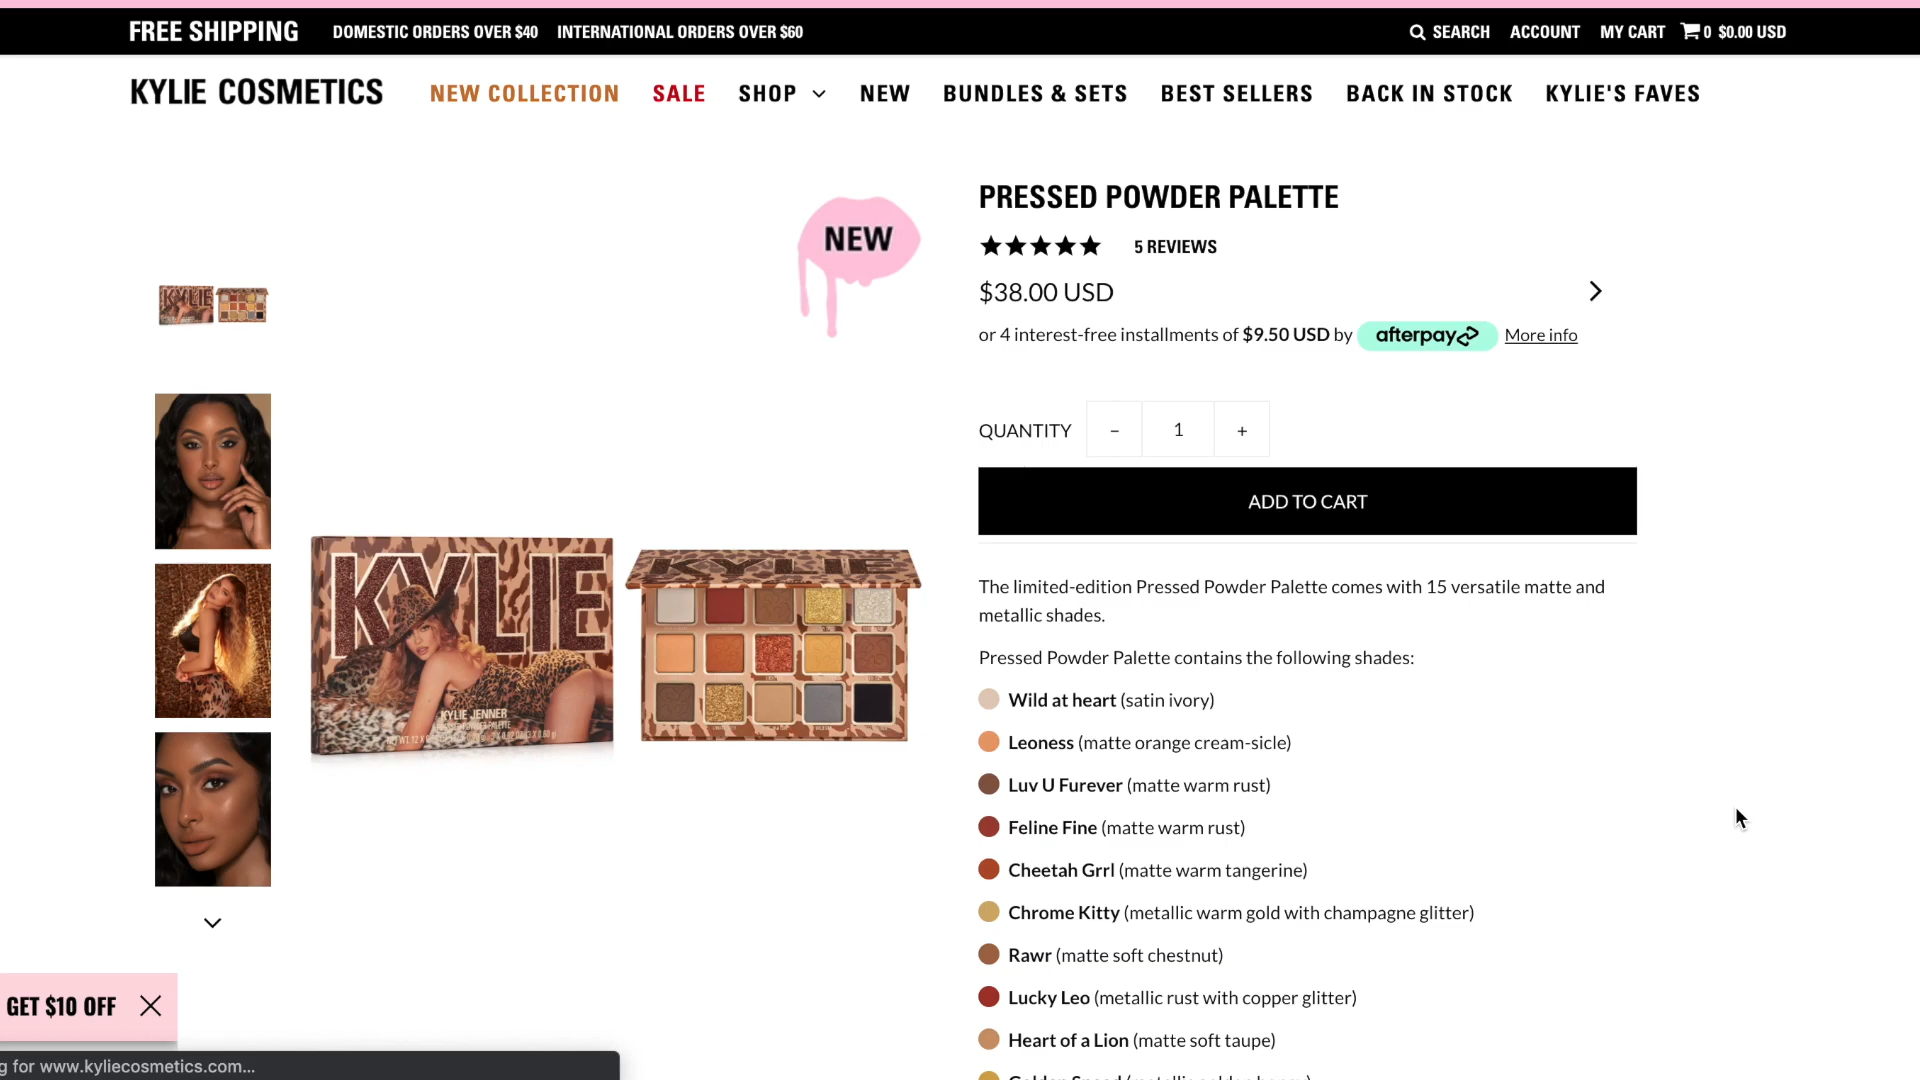 FREE SHIPPING DOMESTIC ORDERS OVER $40 INTERNATIONAL ORDERS OVER $60 SEARCH ACCOUNT MY CART 0 $0.00 USD
KYLIE COSMETICS NEW COLLECTION SALE SHOP NEW BUNDLES & SETS BEST SELLERS BACK IN STOCK KYLIE'S FAVES
NEW
KYLIE
KYLIE
KYLIE JENNER
KYLIE
PRESSED POWDER PALETTE
5 REVIEWS
$38.00 USD
or 4 interest-free installments of $9.50 USD by afterpay More info
QUANTITY - 1 +
ADD TO CART
The limited-edition Pressed Powder Palette comes with 15 versatile matte and
metallic shades.
Pressed Powder Palette contains the following shades:
Wild at heart (satin ivory)
Leoness (matte orange cream-sicle)
Luv U Furever (matte warm rust)
Feline Fine (matte warm rust)
Cheetah Grrl (matte warm tangerine)
Chrome Kitty (metallic warm gold with champagne glitter)
Rawr (matte soft chestnut)
Lucky Leo (metallic rust with copper glitter)
Heart of a Lion (matte soft taupe)
GET $10 OFF
g for www.kyliecosmetics.com...